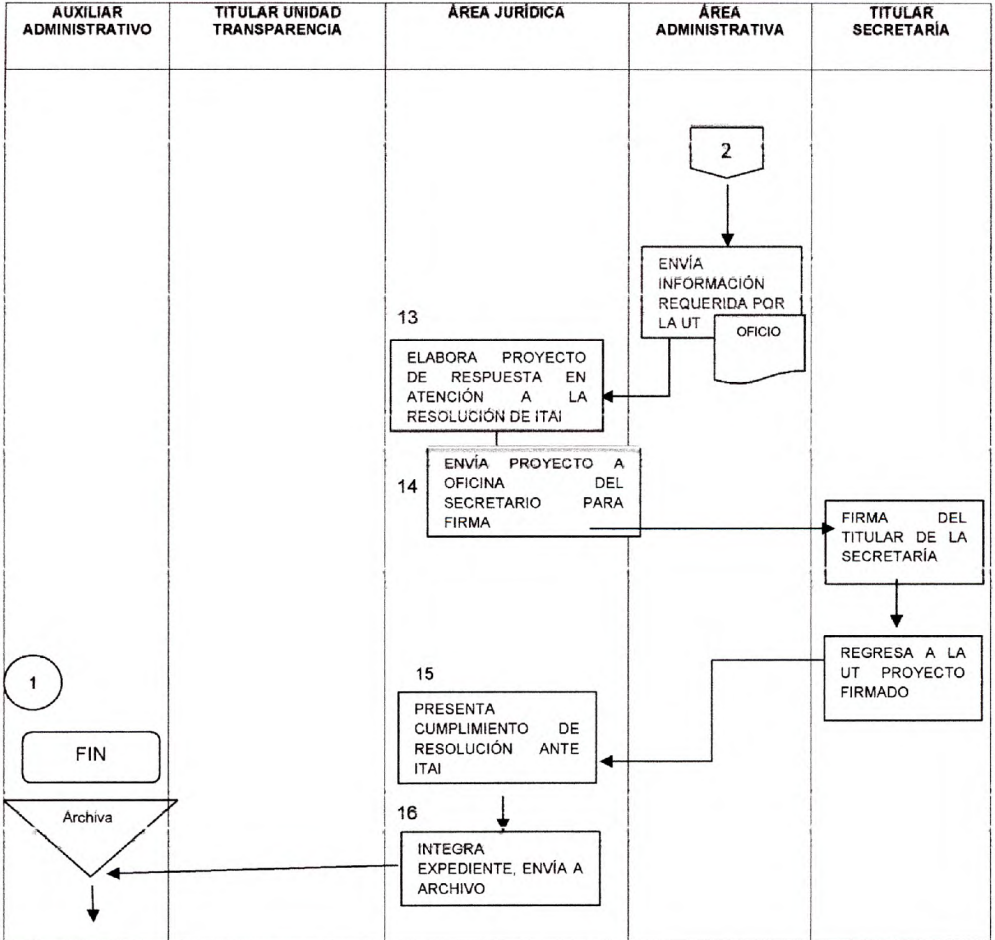 AUXILIAR
ADMINISTRATIVO
TITULAR UNIDAD
TRANSPARENCIA
ÁREA JURÍDICA
ÁREA
ADMINISTRATIVA
TITULAR
SECRETARÍA
2
ENVÍA
INFORMACIÓN
REQUERIDA POR
LA UT
OFICIO
13
ELABORA PROYECTO
DE RESPUESTA EN
ATENCIÓN A LA
RESOLUCIÓN DE ITAI
14
ENVÍA PROYECTO A
OFICINA DEL
SECRETARIO PARA
FIRMA
FIRMA DEL
TITULAR DE LA
SECRETARÍA
REGRESA A LA
UT PROYECTO
FIRMADO
1
15
PRESENTA
CUMPLIMIENTO DE
RESOLUCIÓN ANTE
ITAI
FIN
Archiva
16
INTEGRA
EXPEDIENTE, ENVÍA A
ARCHIVO